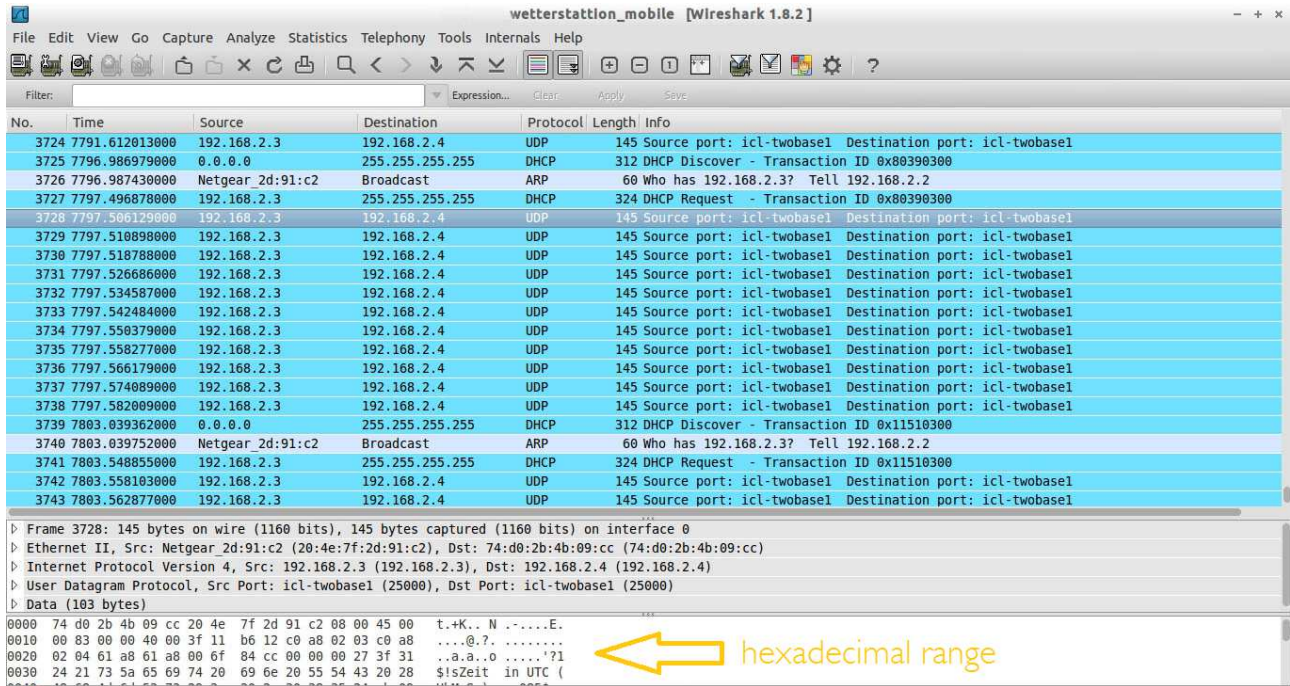 wetterstattion_mobile [Wireshark 1.8.2]
File Edit View Go Capture Analyze Statistics Telephony Tools Internals Help
Filter: Expression... Clear Apply Save
No. Time Source Destination Protocol Length Info
3724 7791.612013000 192.168.2.3 192.168.2.4 UDP 145 Source port: icl-twobase1 Destination port: icl-twobase1
3725 7796.986979000 0.0.0.0 255.255.255.255 DHCP 312 DHCP Discover - Transaction ID 0x80390300
3726 7796.987430000 Netgear_2d:91:c2 Broadcast ARP 60 Who has 192.168.2.3? Tell 192.168.2.2
3727 7797.496878000 192.168.2.3 255.255.255.255 DHCP 324 DHCP Request - Transaction ID 0x80390300
3728 7797.506129000 192.168.2.3 192.168.2.4 UDP 145 Source port: icl-twobase1 Destination port: icl-twobase1
3729 7797.510898000 192.168.2.3 192.168.2.4 UDP 145 Source port: icl-twobase1 Destination port: icl-twobase1
3730 7797.518788000 192.168.2.3 192.168.2.4 UDP 145 Source port: icl-twobase1 Destination port: icl-twobase1
3731 7797.526686000 192.168.2.3 192.168.2.4 UDP 145 Source port: icl-twobase1 Destination port: icl-twobase1
3732 7797.534587000 192.168.2.3 192.168.2.4 UDP 145 Source port: icl-twobase1 Destination port: icl-twobase1
3733 7797.542484000 192.168.2.3 192.168.2.4 UDP 145 Source port: icl-twobase1 Destination port: icl-twobase1
3734 7797.550379000 192.168.2.3 192.168.2.4 UDP 145 Source port: icl-twobase1 Destination port: icl-twobase1
3735 7797.558277000 192.168.2.3 192.168.2.4 UDP 145 Source port: icl-twobase1 Destination port: icl-twobase1
3736 7797.566179000 192.168.2.3 192.168.2.4 UDP 145 Source port: icl-twobase1 Destination port: icl-twobase1
3737 7797.574089000 192.168.2.3 192.168.2.4 UDP 145 Source port: icl-twobase1 Destination port: icl-twobase1
3738 7797.582009000 192.168.2.3 192.168.2.4 UDP 145 Source port: icl-twobase1 Destination port: icl-twobase1
3739 7803.039362000 0.0.0.0 255.255.255.255 DHCP 312 DHCP Discover - Transaction ID 0x11510300
3740 7803.039752000 Netgear_2d:91:c2 Broadcast ARP 60 Who has 192.168.2.3? Tell 192.168.2.2
3741 7803.548855000 192.168.2.3 255.255.255.255 DHCP 324 DHCP Request - Transaction ID 0x11510300
3742 7803.558103000 192.168.2.3 192.168.2.4 UDP 145 Source port: icl-twobase1 Destination port: icl-twobase1
3743 7803.562877000 192.168.2.3 192.168.2.4 UDP 145 Source port: icl-twobase1 Destination port: icl-twobase1
Frame 3728: 145 bytes on wire (1160 bits), 145 bytes captured (1160 bits) on interface 0
Ethernet II, Src: Netgear_2d:91:c2 (20:4e:7f:2d:91:c2), Dst: 74:d0:2b:4b:09:cc (74:d0:2b:4b:09:cc)
Internet Protocol Version 4, Src: 192.168.2.3 (192.168.2.3), Dst: 192.168.2.4 (192.168.2.4)
User Datagram Protocol, Src Port: icl-twobase1 (25000), Dst Port: icl-twobase1 (25000)
Data (103 bytes)
0000 74 d0 2b 4b 09 cc 20 4e 7f 2d 91 c2 08 00 45 00 t.+K.. N .-....E.
0010 00 83 00 00 40 00 3f 11 b6 12 c0 a8 02 03 c0 a8 ....@.?. ........
0020 02 04 61 a8 61 a8 00 6f 84 cc 00 00 00 27 3f 31 ..a.a..o .....'?1
0030 24 21 73 5a 65 69 74 20 69 6e 20 55 54 43 20 28 $!sZeit in UTC (
hexadecimal range